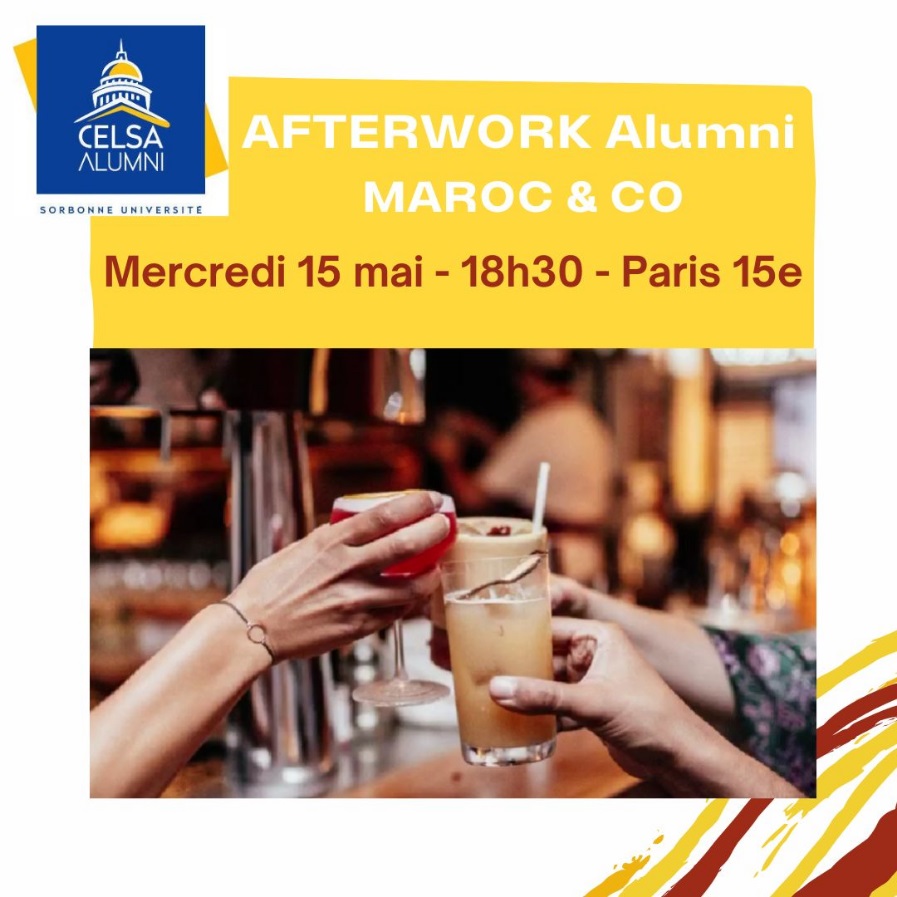 CELSA
ALUMNI
SORBONNE UNIVERSITÉ
AFTERWORK Alumni
MAROC & CO
Mercredi 15 mai - 18h30 - Paris 15e